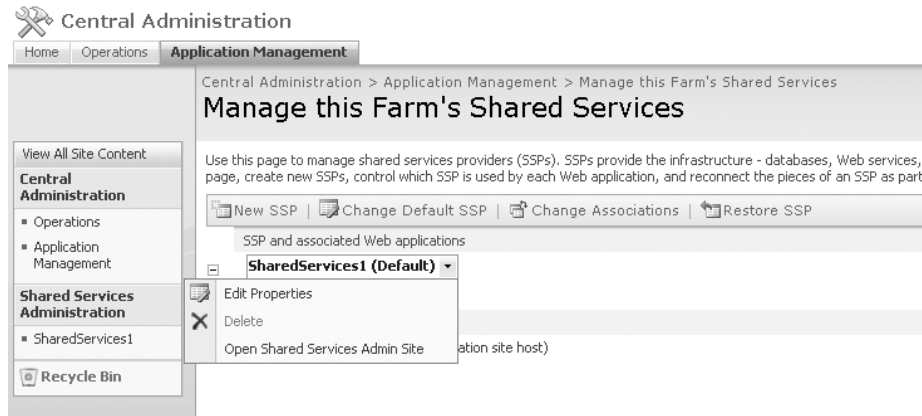 Central Administration
Home Operations Application Management
Central Administration > Application Management > Manage this Farm's Shared Services
Manage this Farm's Shared Services
View All Site Content
Central
Administration
Operations
Application
Management
Shared Services
Administration
SharedServices1
Recycle Bin
Use this page to manage shared services providers (SSPs). SSPs provide the infrastructure - databases, Web services,
page, create new SSPs, control which SSP is used by each Web application, and reconnect the pieces of an SSP as part
New SSP | Change Default SSP | Change Associations | Restore SSP
SSP and associated Web applications
SharedServices1 (Default)
Edit Properties
Delete
Open Shared Services Admin Site
ation site host)